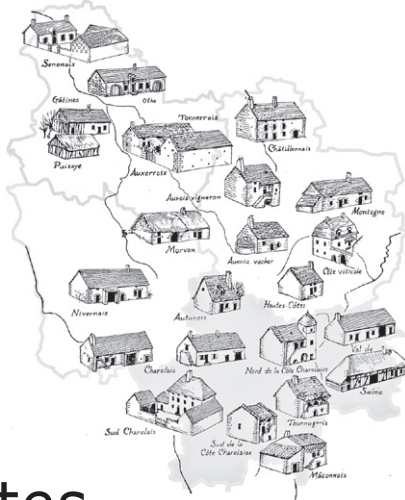 Senonais
Gâtines
Othe
Tonnerrois
Puisaye
Auxerrois
Châtillonnais
Auxois vigneron
Montagne
Morvan
Auxois vacher
Côte viticole
Nivernais
Autunois
Hautes-Côtes
Charolais
Nord de la Côte Charolaise
Val de
Saône
Sud Charolais
Tournugeois
Sud de la
Côte Charolaise
Mâconnais